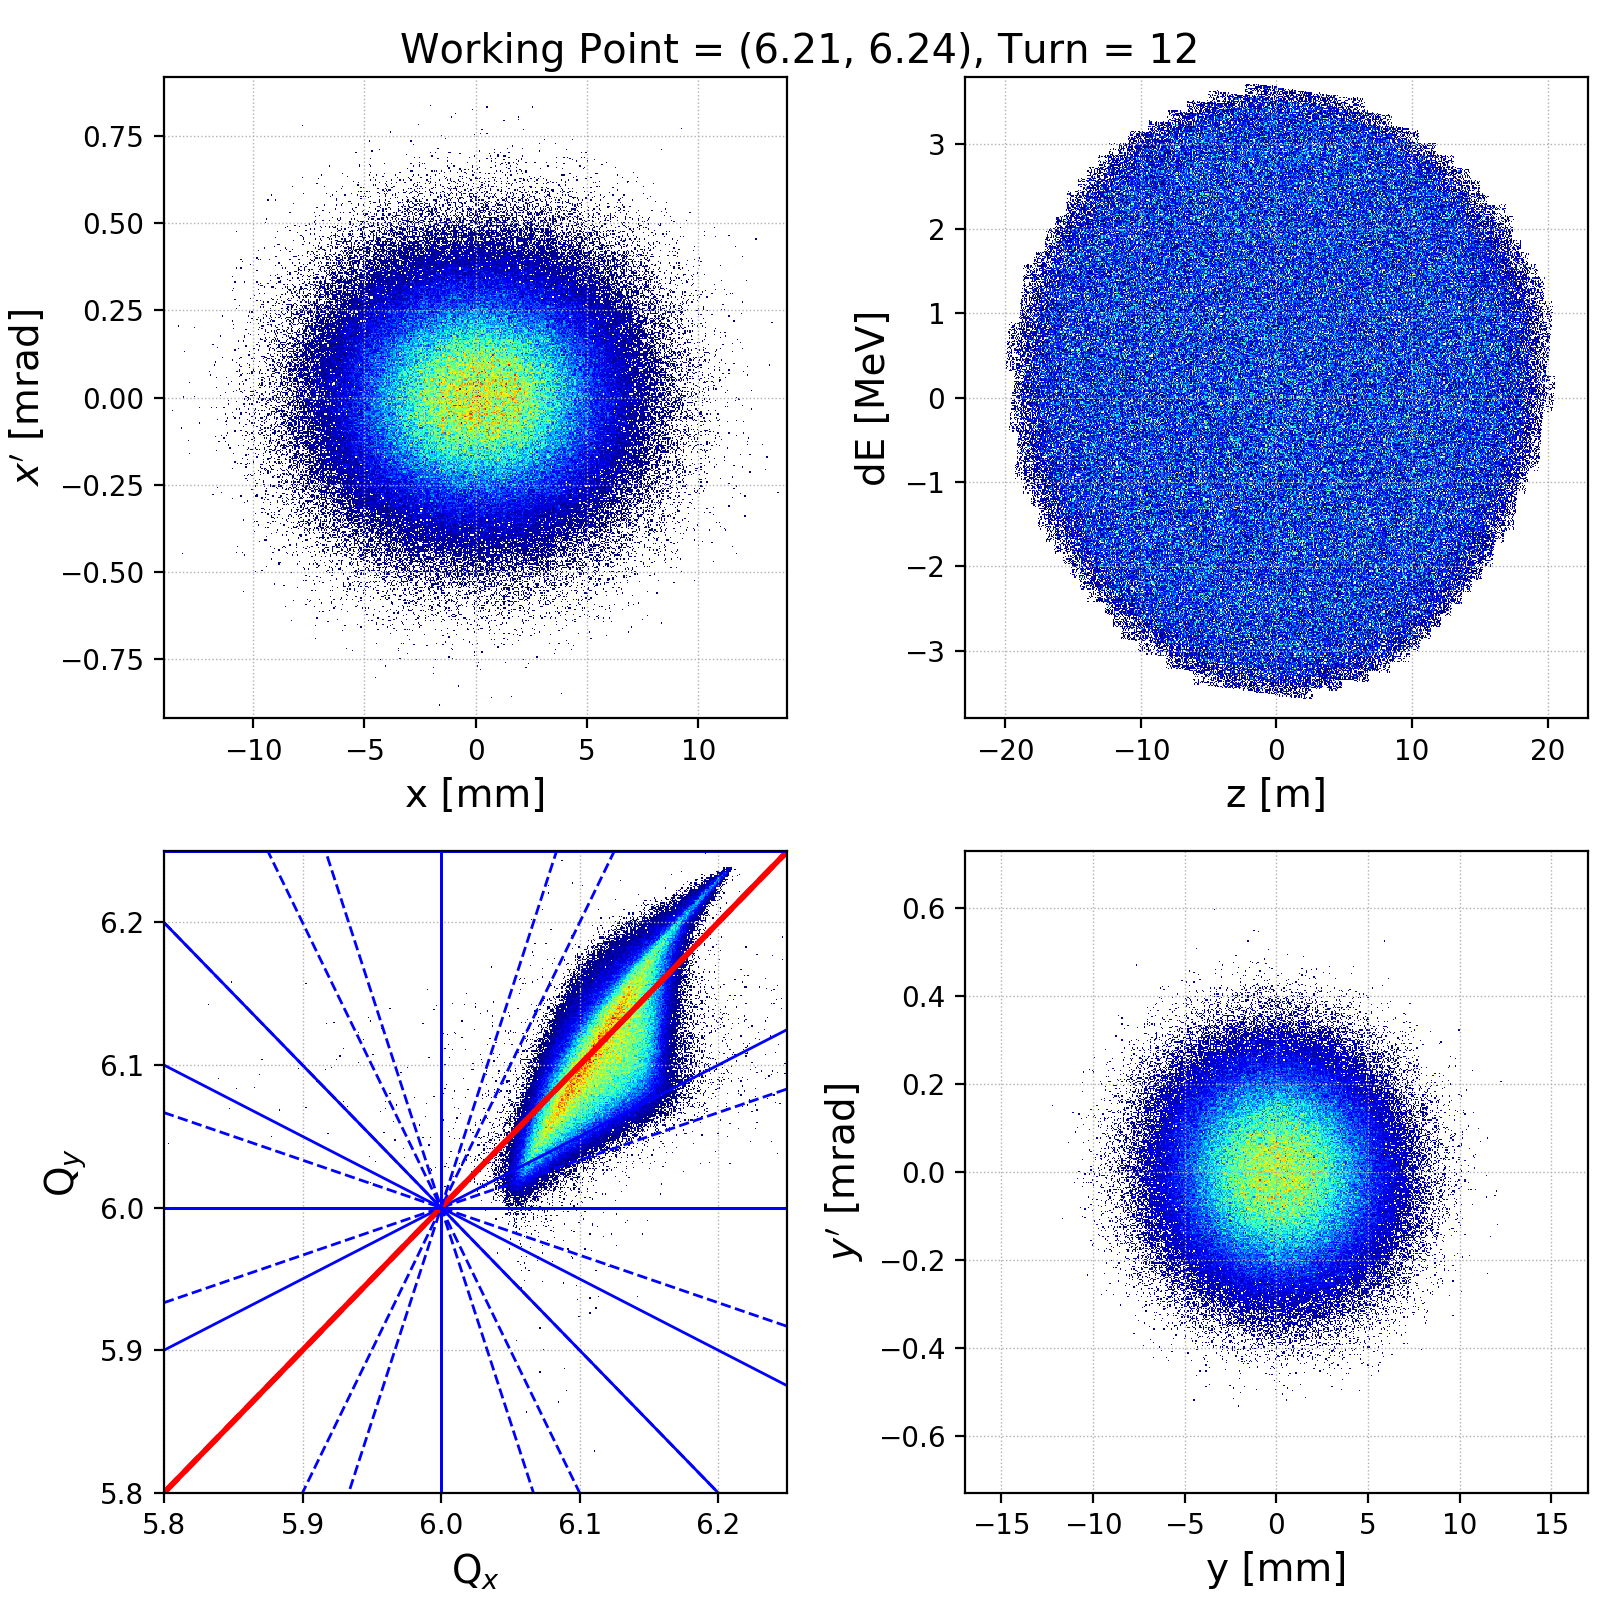 Working Point = (6.21, 6.24), Turn = 12
0.75
0.50
0.25
0.00
−0.25
−0.50
−0.75
x′ [mrad]
−10 −5 0 5 10
x [mm]
3
2
1
0
−1
−2
−3
dE [MeV]
−20 −10 0 10 20
z [m]
6.2
6.1
6.0
5.9
5.8
Qy
5.8 5.9 6.0 6.1 6.2
Qx
0.6
0.4
0.2
0.0
−0.2
−0.4
−0.6
y′ [mrad]
−15 −10 −5 0 5 10 15
y [mm]